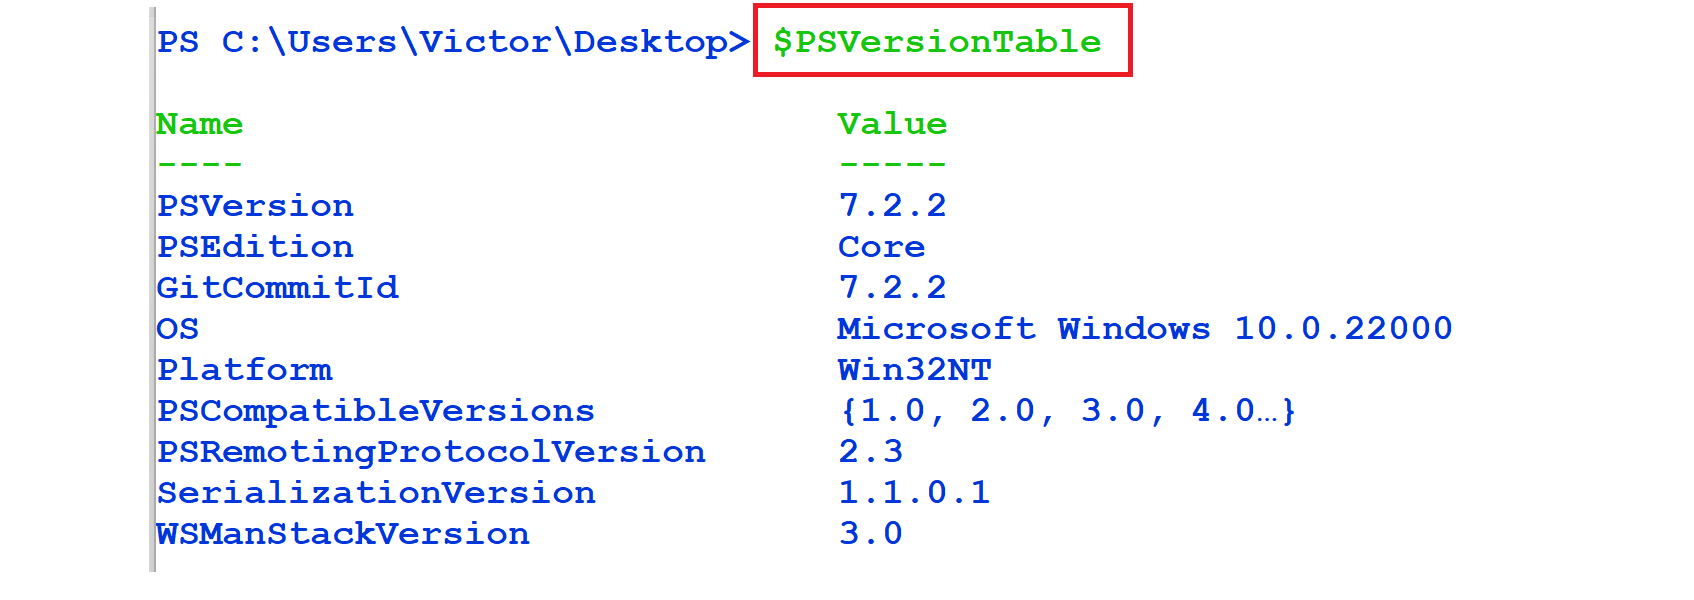 PS C:\Users\Victor\Desktop> $PSVersionTable
Name Value
---- -----
PSVersion 7.2.2
PSEdition Core
GitCommitId 7.2.2
OS Microsoft Windows 10.0.22000
Platform Win32NT
PSCompatibleVersions {1.0, 2.0, 3.0, 4.0…}
PSRemotingProtocolVersion 2.3
SerializationVersion 1.1.0.1
WSManStackVersion 3.0